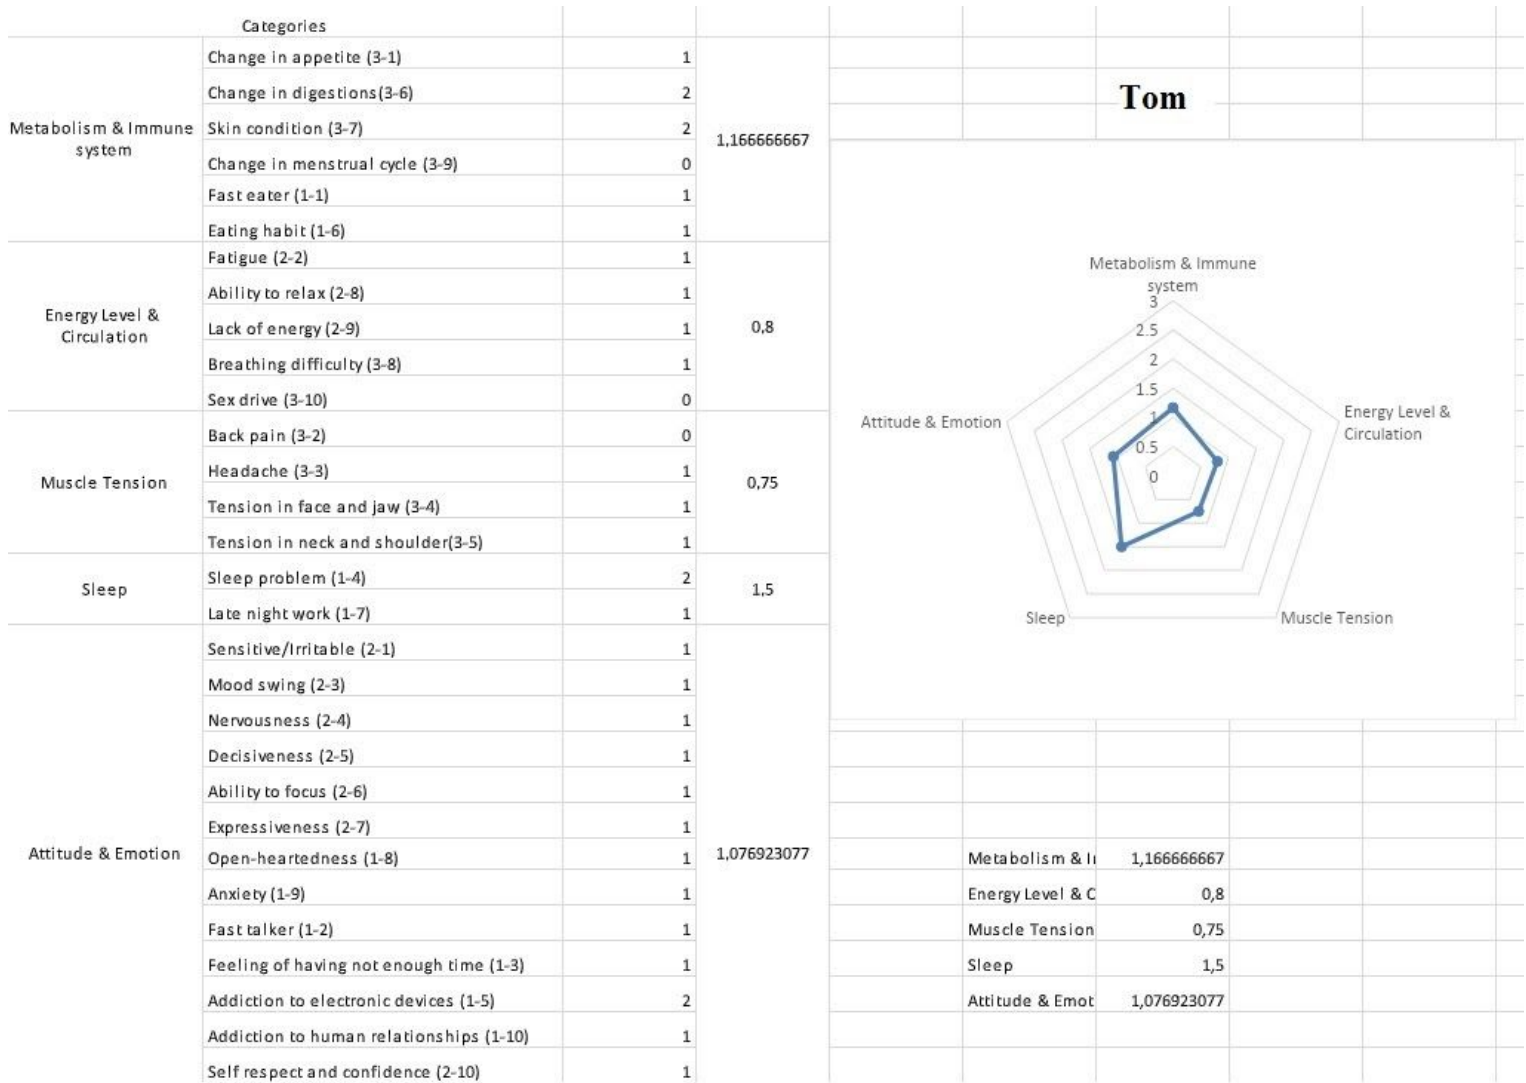 Categories
Metabolism & Immune
system
Change in appetite (3-1) 1
Change in digestions(3-6) 2
Skin condition (3-7) 2
Change in menstrual cycle (3-9) 0
Fast eater (1-1) 1
Eating habit (1-6) 1
1,166666667
Energy Level &
Circulation
Fatigue (2-2) 1
Ability to relax (2-8) 1
Lack of energy (2-9) 1
Breathing difficulty (3-8) 1
Sex drive (3-10) 0
0,8
Muscle Tension
Back pain (3-2) 0
Headache (3-3) 1
Tension in face and jaw (3-4) 1
Tension in neck and shoulder(3-5) 1
0,75
Sleep
Sleep problem (1-4) 2
Late night work (1-7) 1
1,5
Attitude & Emotion
Sensitive/Irritable (2-1) 1
Mood swing (2-3) 1
Nervousness (2-4) 1
Decisiveness (2-5) 1
Ability to focus (2-6) 1
Expressiveness (2-7) 1
Open-heartedness (1-8) 1
Anxiety (1-9) 1
Fast talker (1-2) 1
Feeling of having not enough time (1-3) 1
Addiction to electronic devices (1-5) 2
Addiction to human relationships (1-10) 1
Self respect and confidence (2-10) 1
1,076923077
Tom
Metabolism & Immune
system
3
2.5
2
1.5
1
0.5
0
Energy Level &
Circulation
Attitude & Emotion
Sleep
Muscle Tension
Metabolism & I 1,166666667
Energy Level & C 0,8
Muscle Tension 0,75
Sleep 1,5
Attitude & Emot 1,076923077